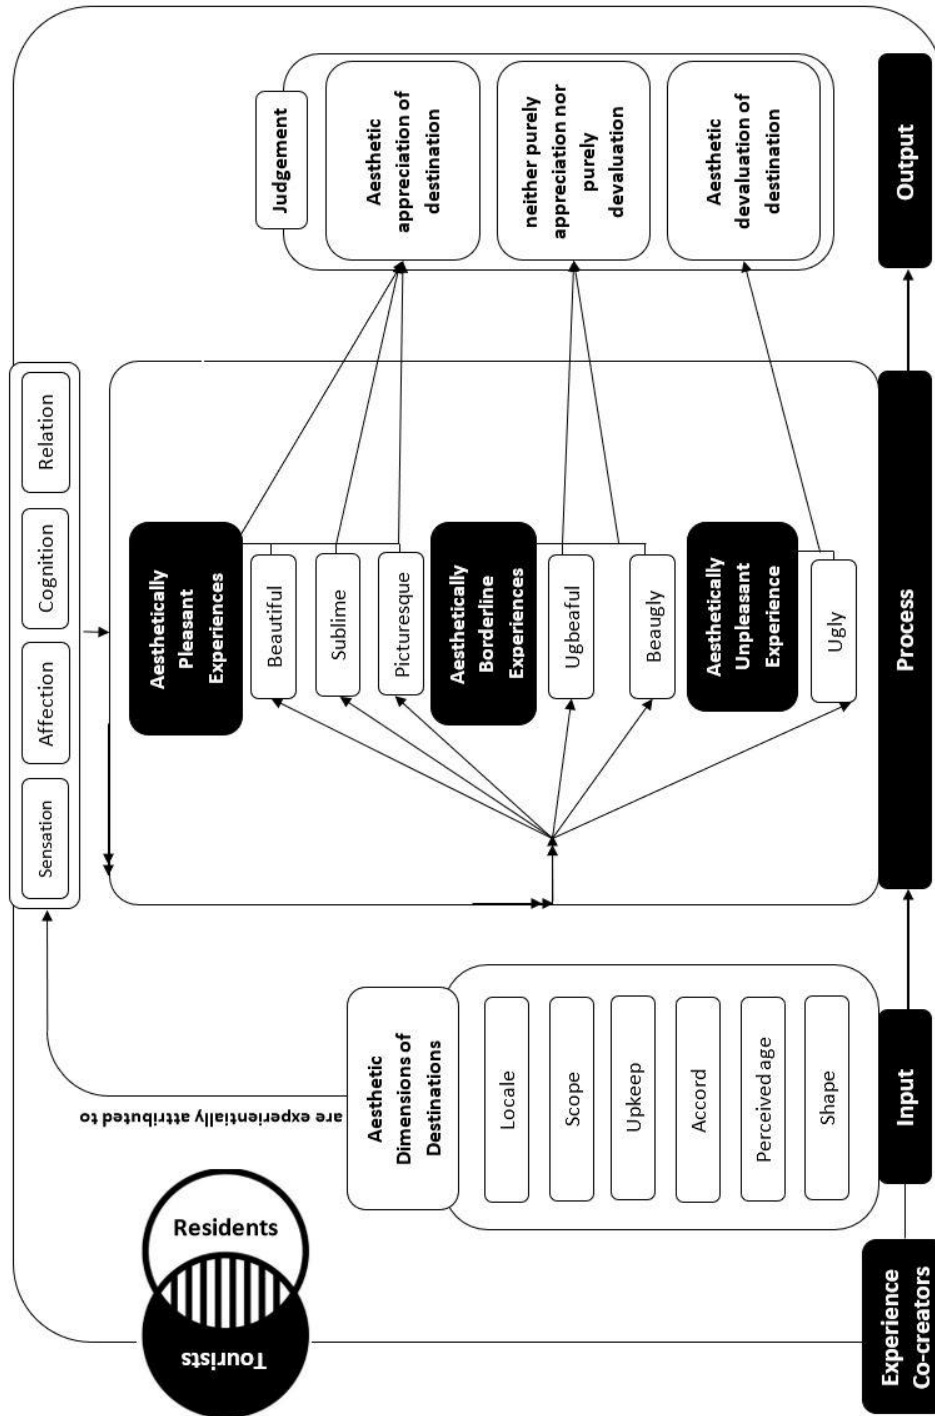 Residents
Tourists
are experientially attributed to
Sensation
Affection
Cognition
Relation
Aesthetic
Dimensions of
Destinations
Locale
Scope
Upkeep
Accord
Perceived age
Shape
Aesthetically
Pleasant
Experiences
Beautiful
Sublime
Picturesque
Aesthetically
Borderline
Experiences
Ugbeaful
Beaugly
Aesthetically
Unpleasant
Experience
Ugly
Judgement
Aesthetic
appreciation of
destination
neither purely
appreciation nor
purely
devaluation
Aesthetic
devaluation of
destination
Experience
Co-creators
Input
Process
Output